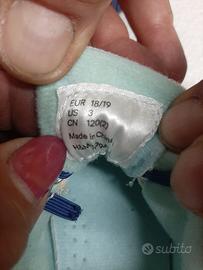 EUR 18/19
US 3
CN 120(2)
Made in China
subito